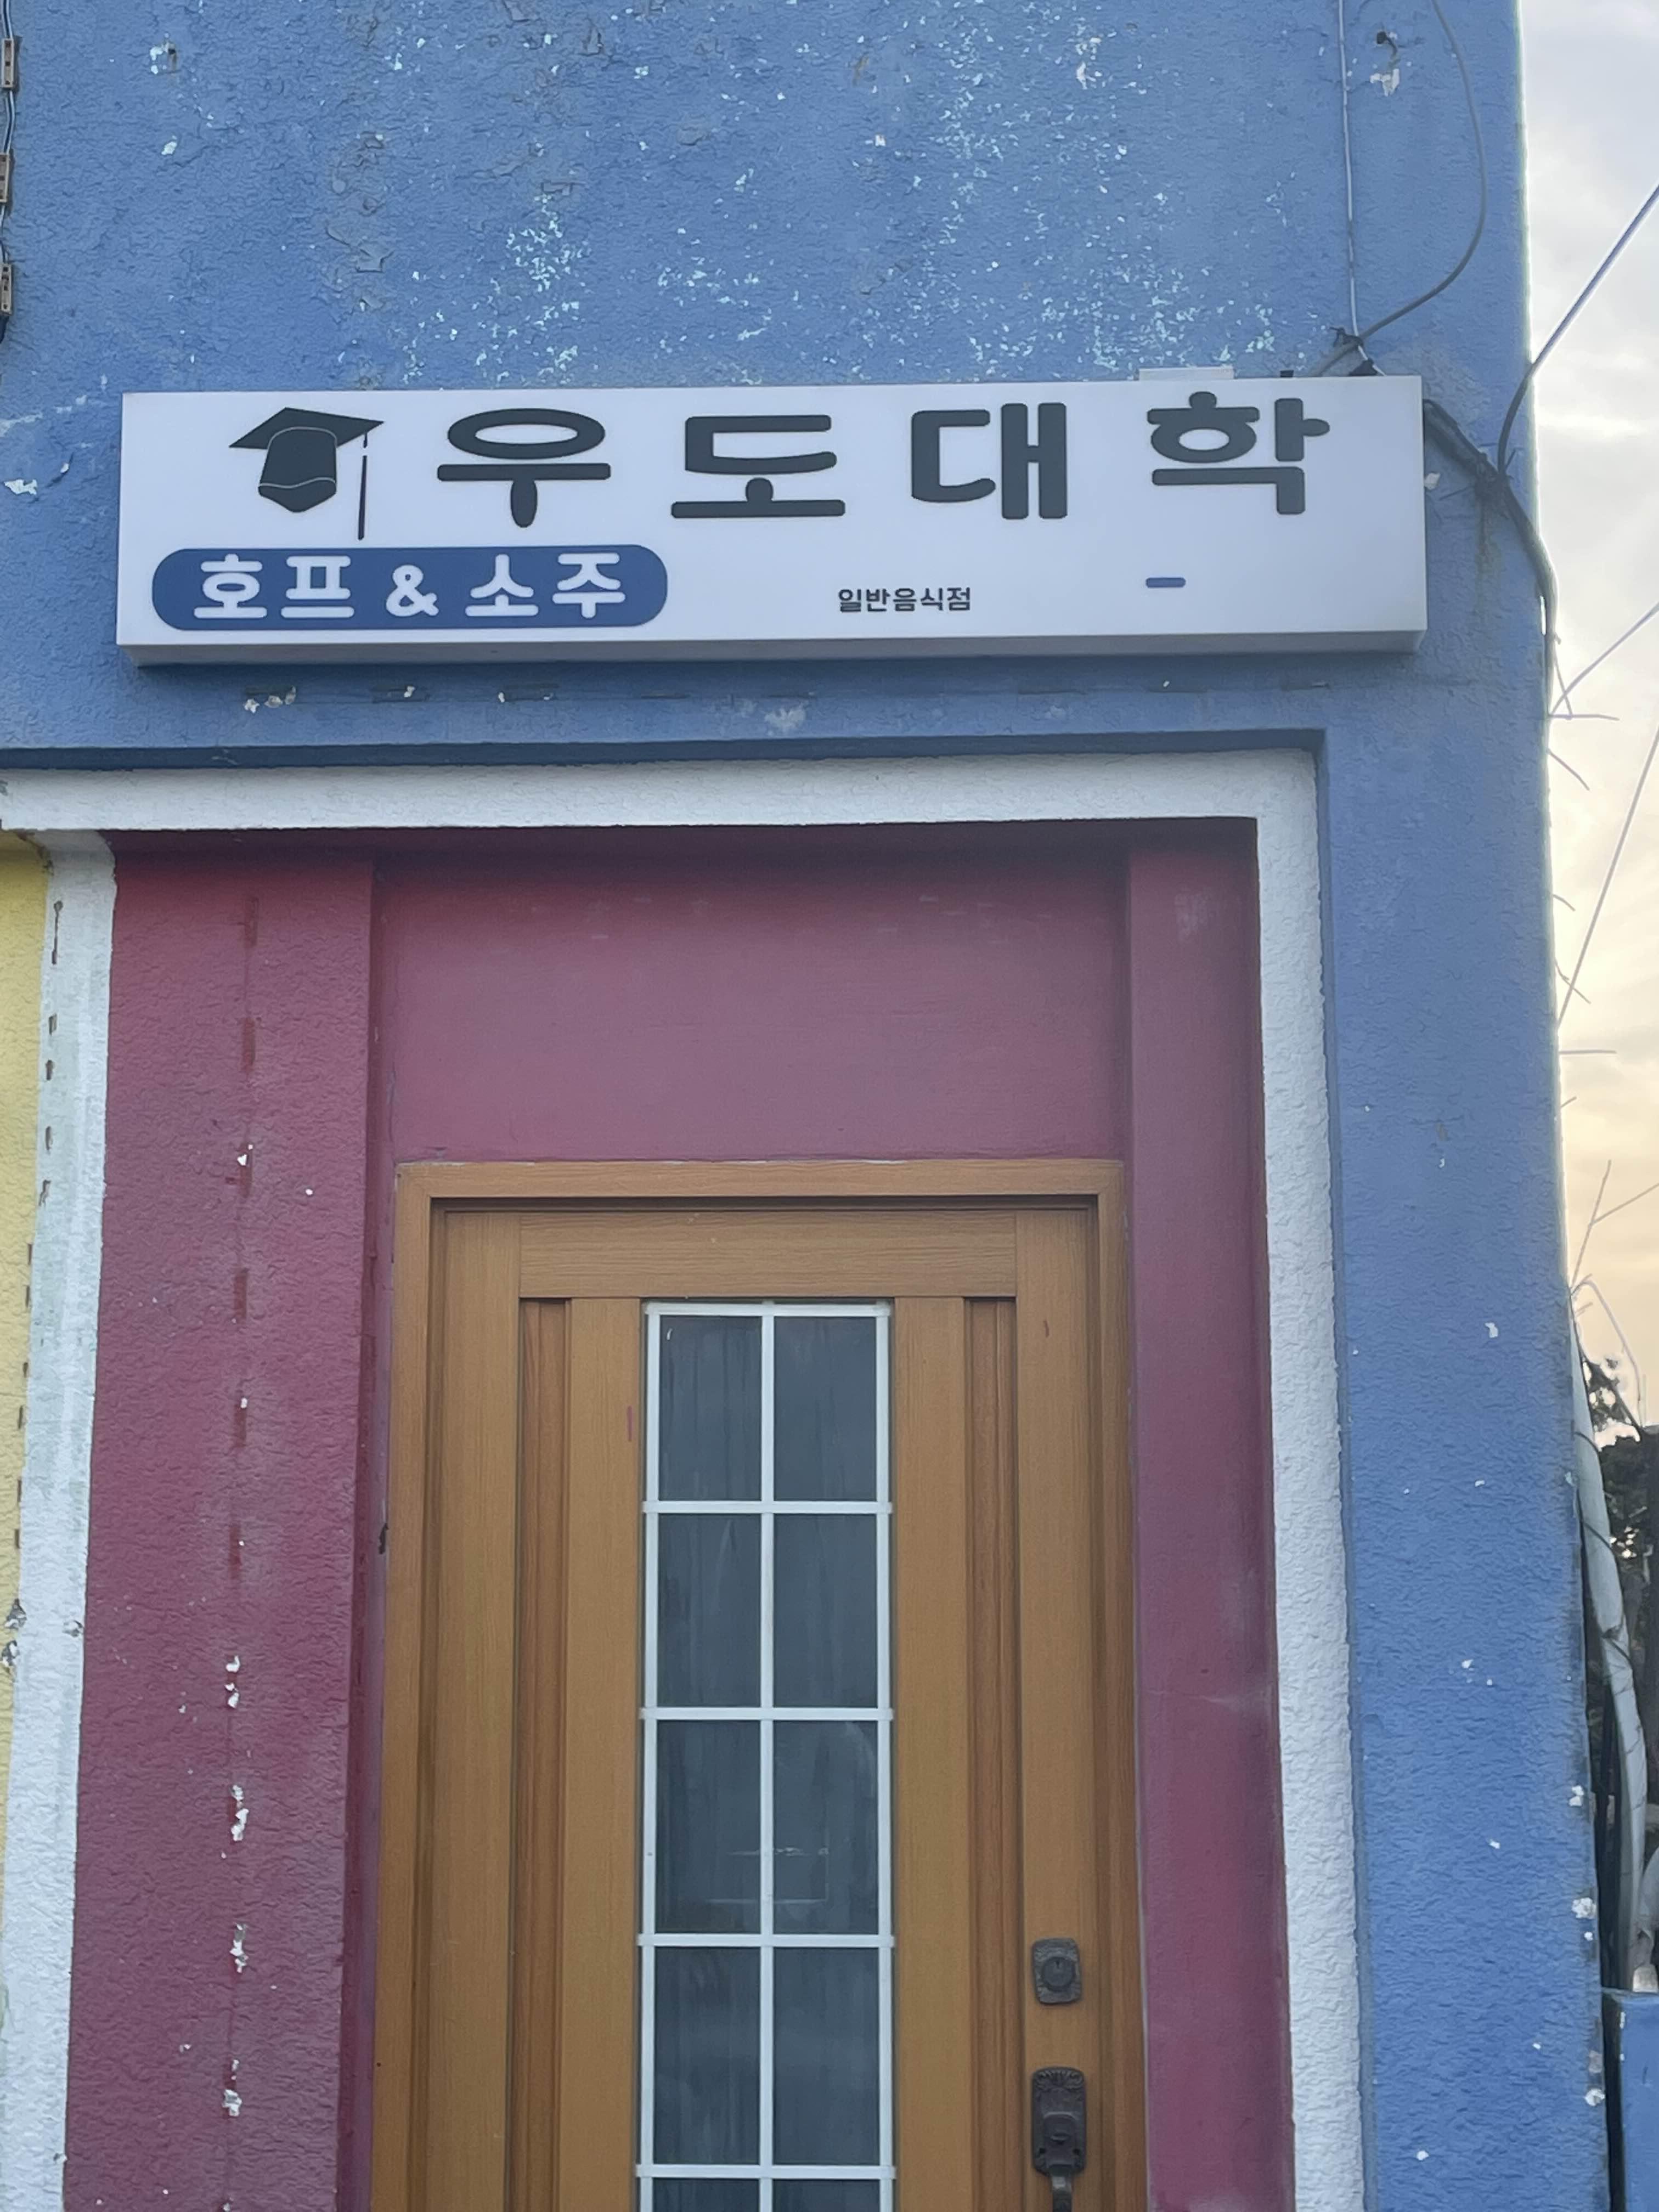 우도대학
호프 & 소주
일반음식점
-